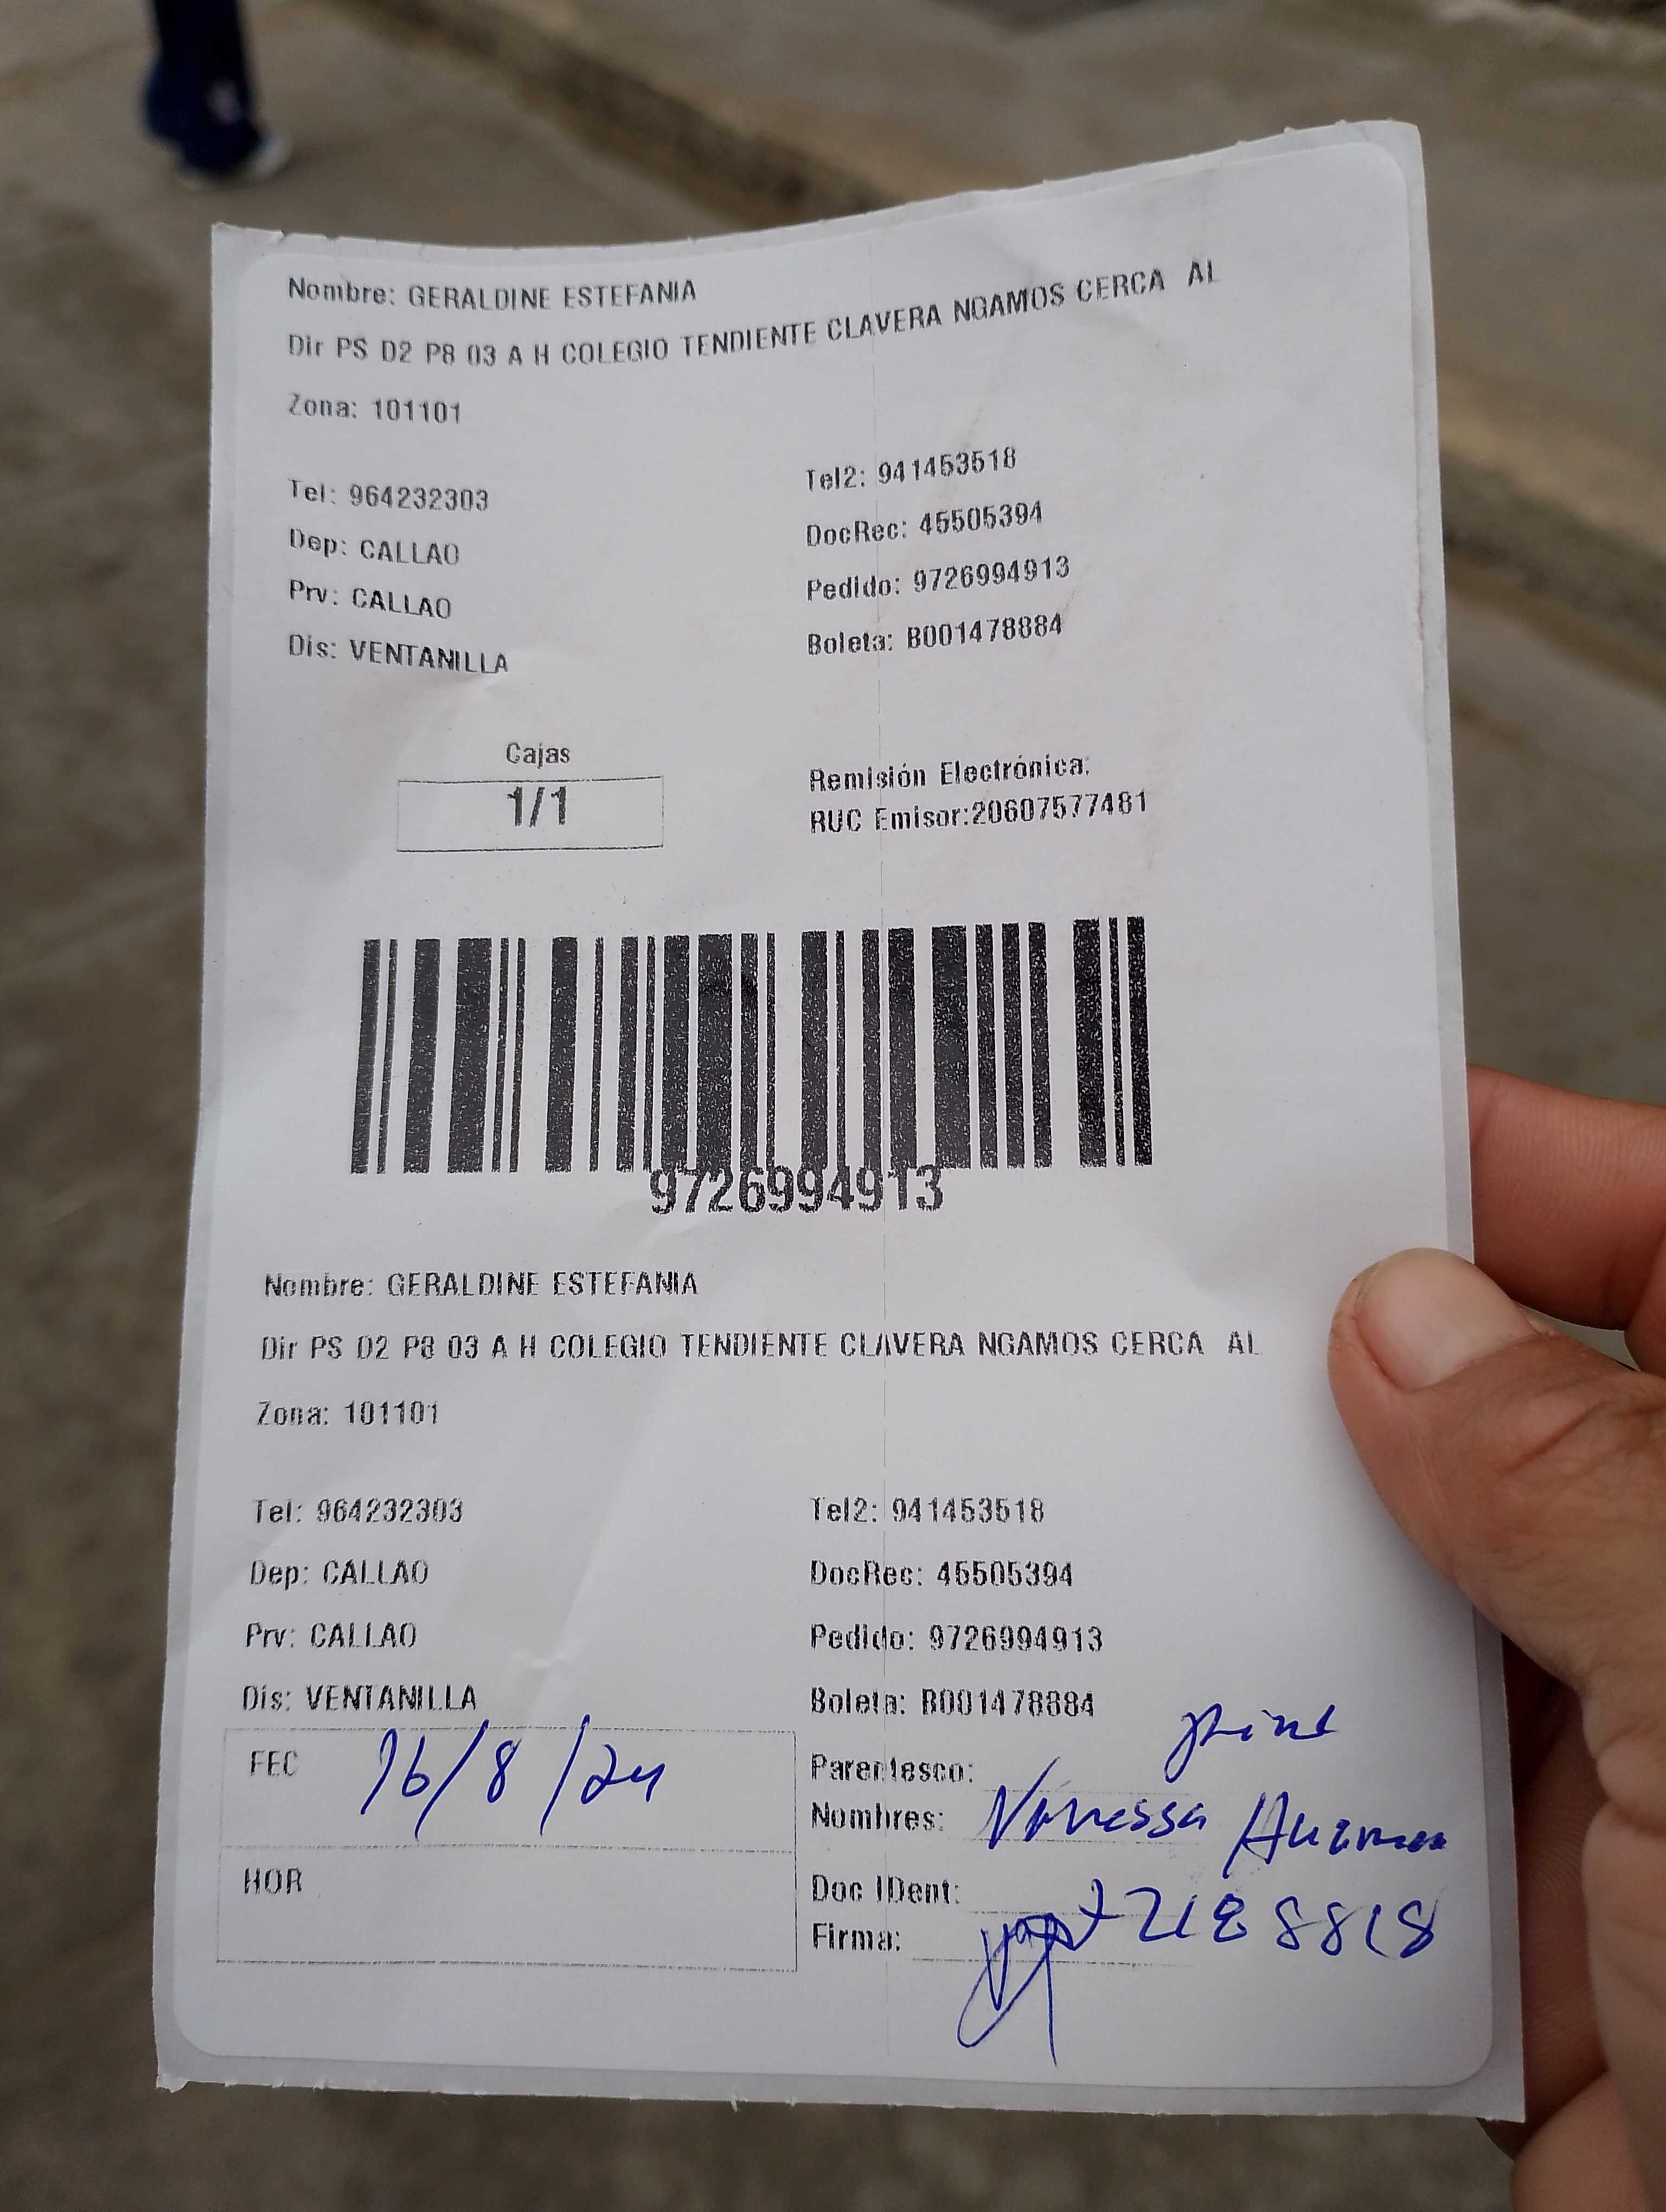 Nombre: GERALDINE ESTEFANIA
Dir PS D2 P8 03 A H COLEGIO TENDIENTE CLAVERA NGAMOS CERCA AL
Zona: 101101
Tel: 964232303 Tel2: 941453518
Dep: CALLAO DocRec: 45505394
Prv: CALLAO Pedido: 9726994913
Dis: VENTANILLA Boleta: B001478884
Cajas
1/1
Remisión Electrónica:
RUC Emisor:20607577481
9726994913
Nombre: GERALDINE ESTEFANIA
Dir PS D2 P8 03 A H COLEGIO TENDIENTE CLAVERA NGAMOS CERCA AL
Zona: 101101
Tel: 964232303 Tel2: 941453518
Dep: CALLAO DocRec: 45505394
Prv: CALLAO Pedido: 9726994913
Dis: VENTANILLA Boleta: B001478884
FEC 16/8/24
HOR
Parentesco:
Nombres: Vanessa
Doc IDent:
Firma: